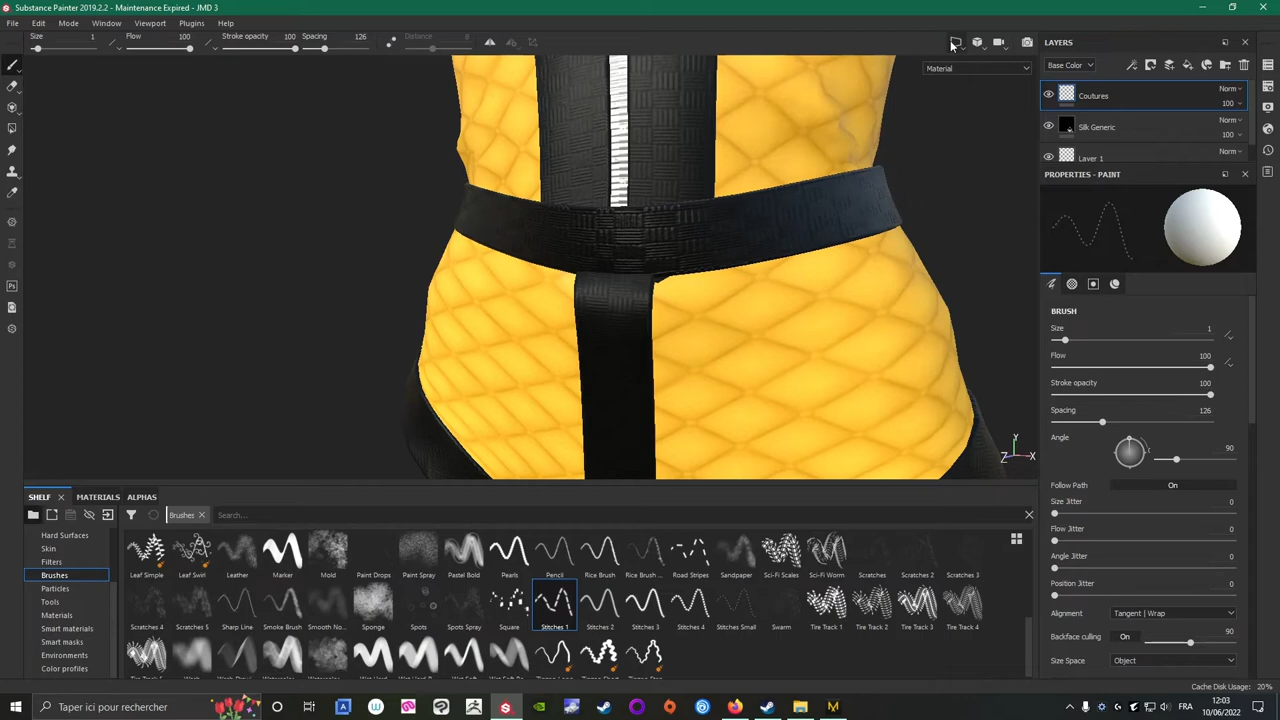 Substance Painter 2019.2.2 - Maintenance Expired - JMD 3
File Edit Mode Window Viewport Plugins Help
Size 1 Flow 100 Stroke opacity 100 Spacing 126 Distance 8
Material
LAYERS
Base Color
Norm
Coutures
100
Norm
Silk Generic
100
Norm
Layer 1
PROPERTIES - PAINT
BRUSH
Size 1
Flow 100
Stroke opacity 100
Spacing 126
Angle
90
Follow Path On
Size Jitter 0
Flow Jitter 0
Angle Jitter 0
Position Jitter 0
Alignment Tangent | Wrap
Backface culling On 90
Size Space Object
Y
Z X
SHELF MATERIALS ALPHAS
Brushes Search...
Hard Surfaces
Skin
Filters
Brushes
Particles
Tools
Materials
Smart materials
Smart masks
Environments
Color profiles
Leaf Simple Leaf Swirl Leather Marker Mold Paint Drops Paint Spray Pastel Bold Pearls Pencil Rice Brush Rice Brush ... Road Stripes Sandpaper Sci-Fi Scales Sci-Fi Worm Scratches Scratches 2 Scratches 3
Scratches 4 Scratches 5 Sharp Line Smoke Brush Smooth No... Sponge Spots Spots Spray Square Stitches 1 Stitches 2 Stitches 3 Stitches 4 Stitches Small Swarm Tire Track 1 Tire Track 2 Tire Track 3 Tire Track 4
Cache Disk Usage: 20%
Taper ici pour rechercher
FR
12:03
10/06/2022